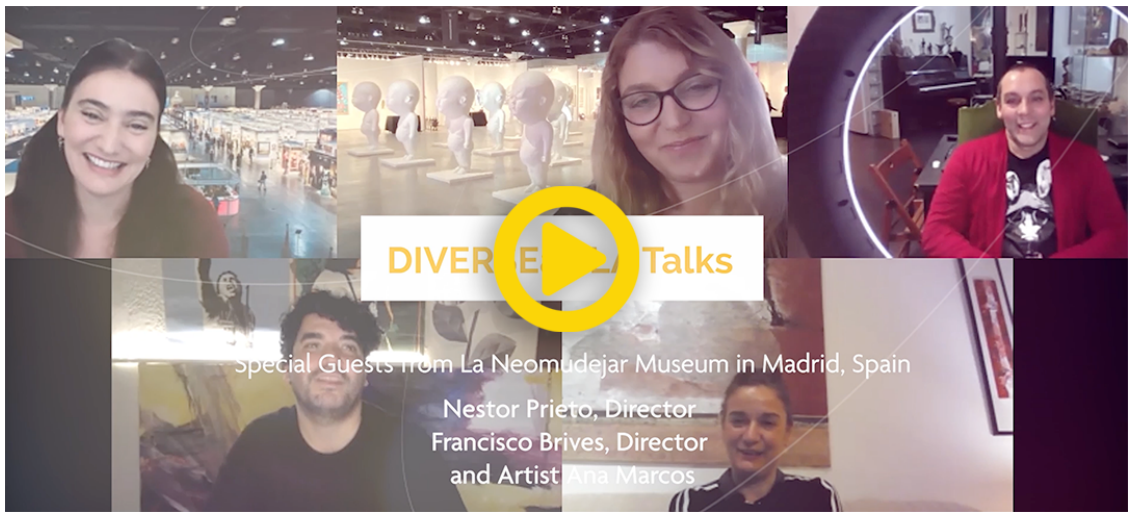 Talks
Special Guests from La Neomudejar Museum in Madrid, Spain
Nestor Prieto, Director
Francisco Brives, Director
and Artist Ana Marcos